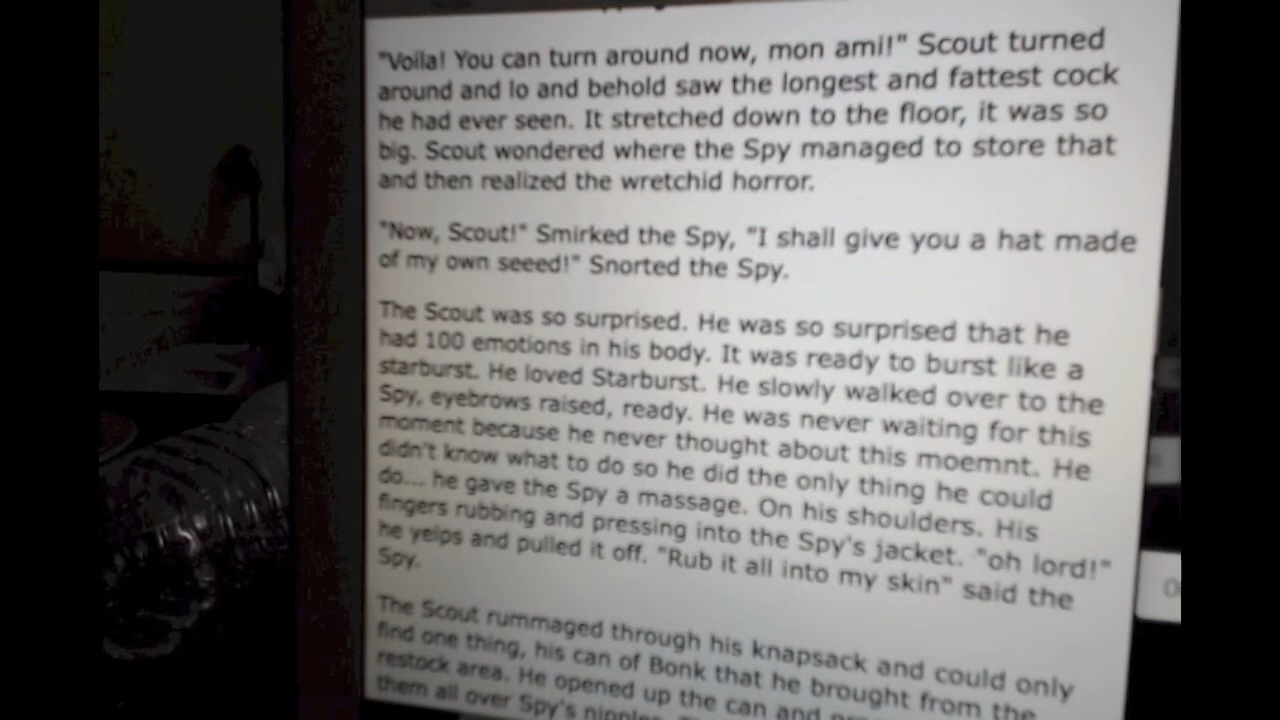 "Voila! You can turn around now, mon ami!" Scout turned
around and lo and behold saw the longest and fattest cock
he had ever seen. It stretched down to the floor, it was so
big. Scout wondered where the Spy managed to store that
and then realized the wretchid horror.
"Now, Scout!" Smirked the Spy, "I shall give you a hat made
of my own seeed!" Snorted the Spy.
The Scout was so surprised. He was so surprised that he
had 100 emotions in his body. It was ready to burst like a
starburst. He loved Starburst. He slowly walked over to the
Spy, eyebrows raised, ready. He was never waiting for this
moment because he never thought about this moemnt. He
didn't know what to do so he did the only thing he could
do... he gave the Spy a massage. On his shoulders. His
fingers rubbing and pressing into the Spy's jacket. "oh lord!"
he yelps and pulled it off. "Rub it all into my skin" said the
Spy.
The Scout rummaged through his knapsack and could only
find one thing, his can of Bonk that he brought from the
restock area. He opened up the can and
them all over Spy's nipples.